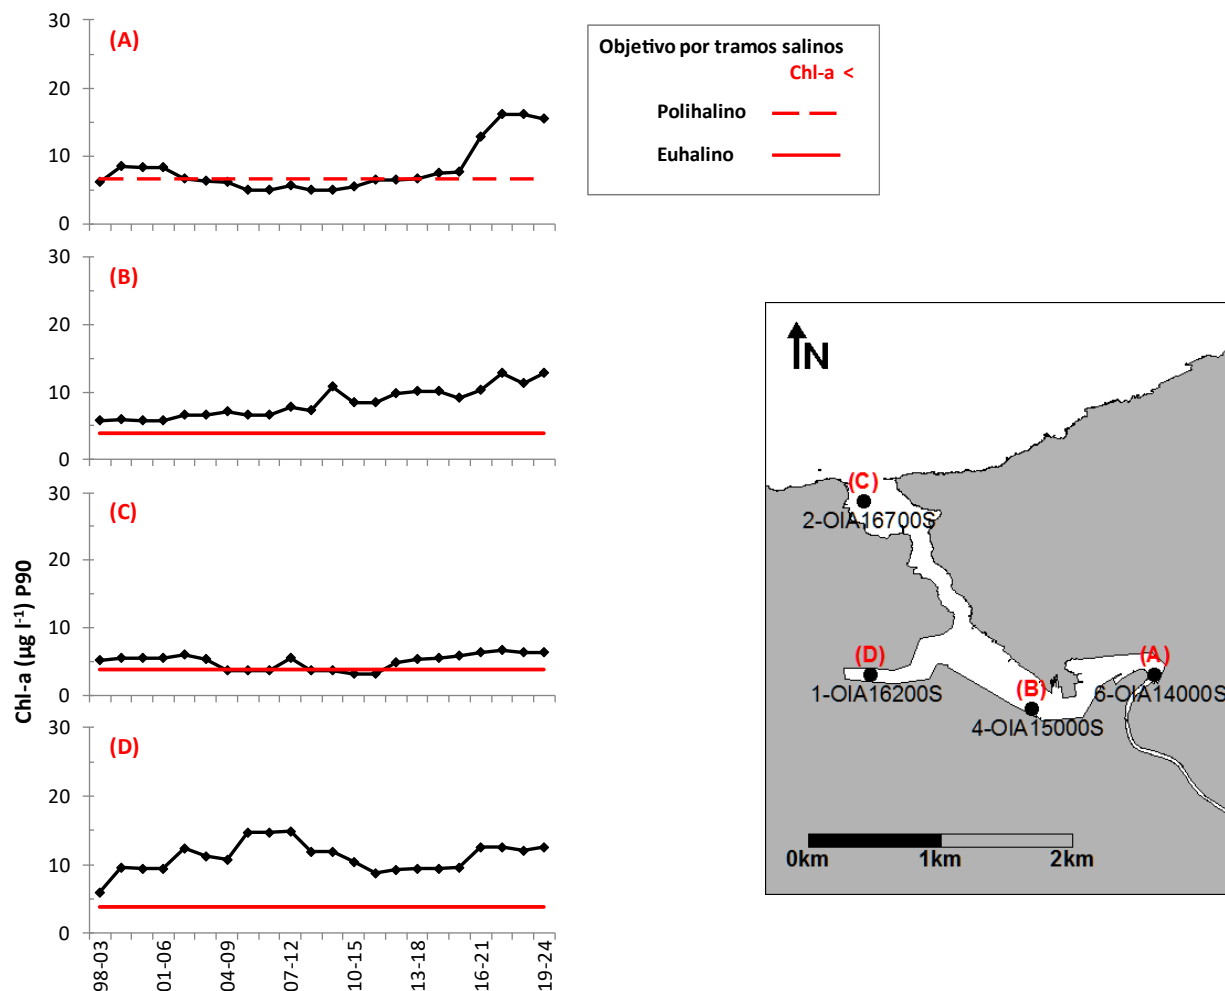 30
(A)
20
10
0
30
(B)
20
10
0
30
(C)
20
10
0
30
(D)
20
10
0
Chl-a (µg l-1) P90
98-03
01-06
04-09
07-12
10-15
13-18
16-21
19-24
Objetivo por tramos salinos
Chl-a <
Polihalino
Euhalino
N
(C)
2-OIA16700S
(D)
1-OIA16200S
(B)
4-OIA15000S
(A)
6-OIA14000S
0km 1km 2km